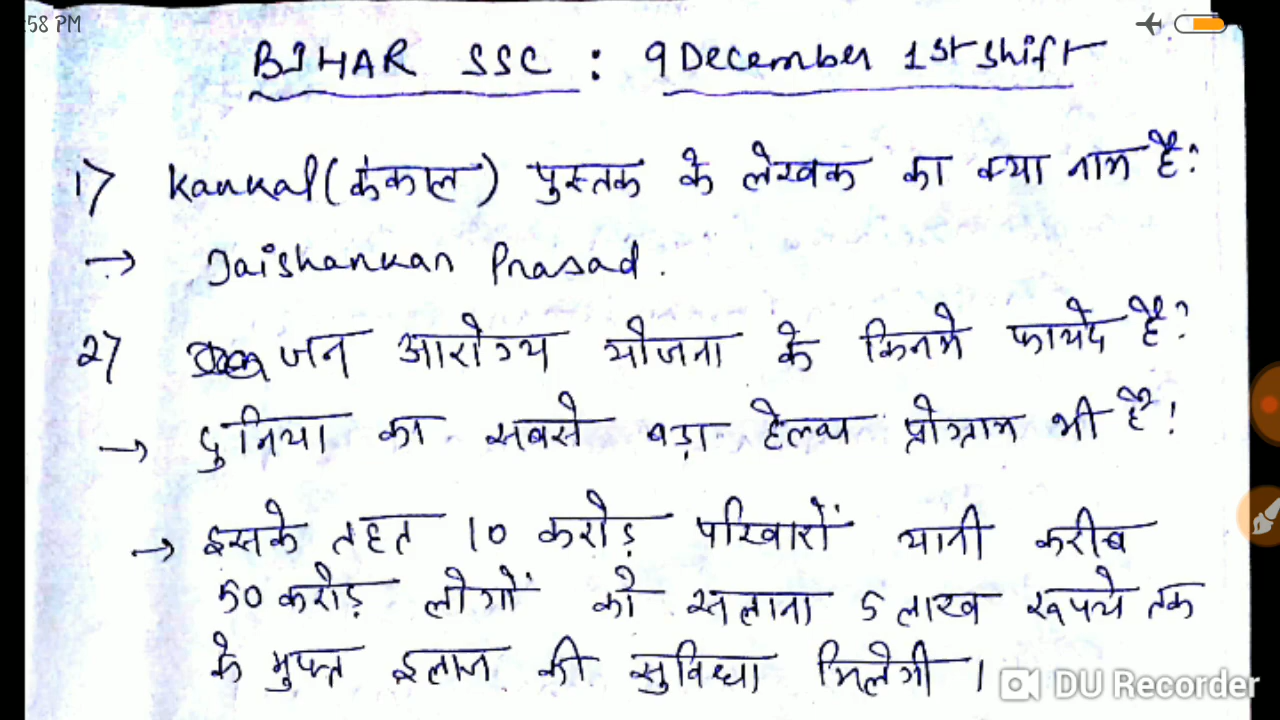 :58 PM
BIHAR SSC : 9 December 1st shift
1) Kankal (कंकाल) पुस्तक के लेखक का क्या नाम है?
→ Jaishankar Prasad.
2) जन आरोग्य योजना के कितने फायदे है?
→ दुनिया का सबसे बड़ा हेल्थ प्रोग्राम भी है!
→ इसके तहत 10 करोड़ परिवारों यानी करीब
50 करोड़ लोगों को सलाना 5 लाख रूपये तक
के मुफ्त इलाज की सुविधा मिलेगी।
DU Recorder